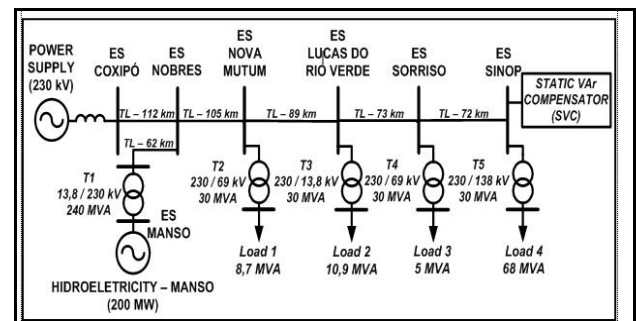 POWER
SUPPLY
(230 kV)
ES
COXIPÓ
ES
NOBRES
ES
NOVA
MUTUM
ES
LUCAS DO
RIO VERDE
ES
SORRISO
ES
SINOP
STATIC VAr
COMPENSATOR
(SVC)
TL – 112 km
TL – 105 km
TL – 89 km
TL – 73 km
TL – 72 km
TL – 62 km
T1
13,8 / 230 kV
240 MVA
ES
MANSO
HIDROELETRICITY – MANSO
(200 MW)
T2
230 / 69 kV
30 MVA
T3
230 / 13,8 kV
30 MVA
T4
230 / 69 kV
30 MVA
T5
230 / 138 kV
30 MVA
Load 1
8,7 MVA
Load 2
10,9 MVA
Load 3
5 MVA
Load 4
68 MVA